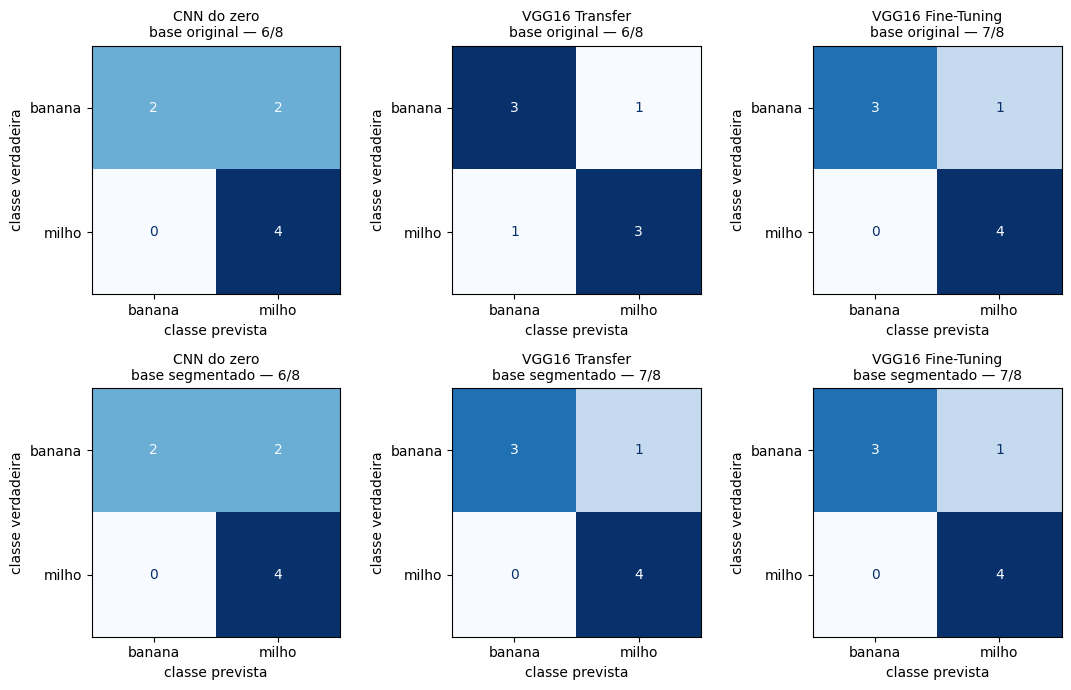 CNN do zero
base original — 6/8
classe verdadeira
banana
2
2
milho
0
4
banana
milho
classe prevista
VGG16 Transfer
base original — 6/8
classe verdadeira
banana
3
1
milho
1
3
banana
milho
classe prevista
VGG16 Fine-Tuning
base original — 7/8
classe verdadeira
banana
3
1
milho
0
4
banana
milho
classe prevista
CNN do zero
base segmentado — 6/8
classe verdadeira
banana
2
2
milho
0
4
banana
milho
classe prevista
VGG16 Transfer
base segmentado — 7/8
classe verdadeira
banana
3
1
milho
0
4
banana
milho
classe prevista
VGG16 Fine-Tuning
base segmentado — 7/8
classe verdadeira
banana
3
1
milho
0
4
banana
milho
classe prevista